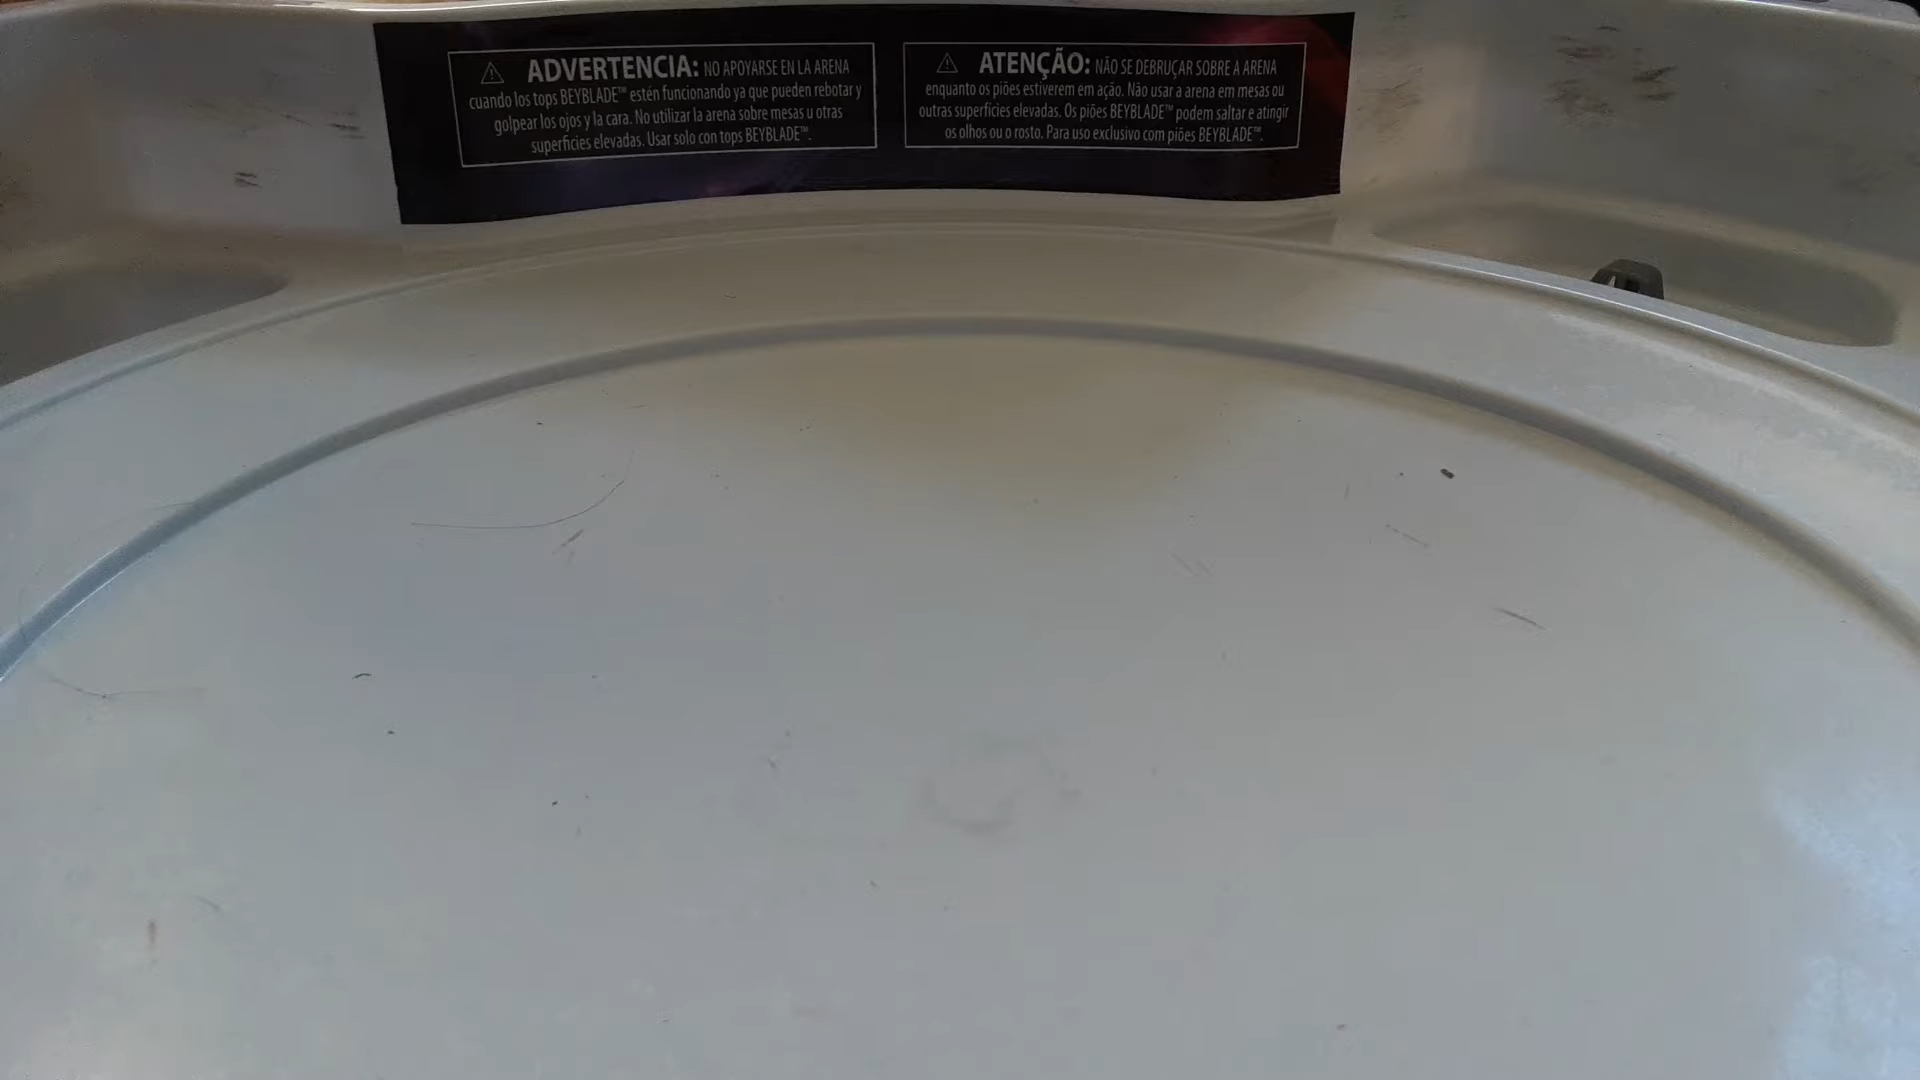 ADVERTENCIA: NO APOYARSE EN LA ARENA
cuando los tops BEYBLADE™ estén funcionando ya que pueden rebotar y
golpear los ojos y la cara. No utilizar la arena sobre mesas u otras
superficies elevadas. Usar solo con tops BEYBLADE™.
ATENÇÃO: NÃO SE DEBRUÇAR SOBRE A ARENA
enquanto os piões estiverem em ação. Não usar a arena em mesas ou
outras superfícies elevadas. Os piões BEYBLADE™ podem saltar e atingir
os olhos ou o rosto. Para uso exclusivo com piões BEYBLADE™.